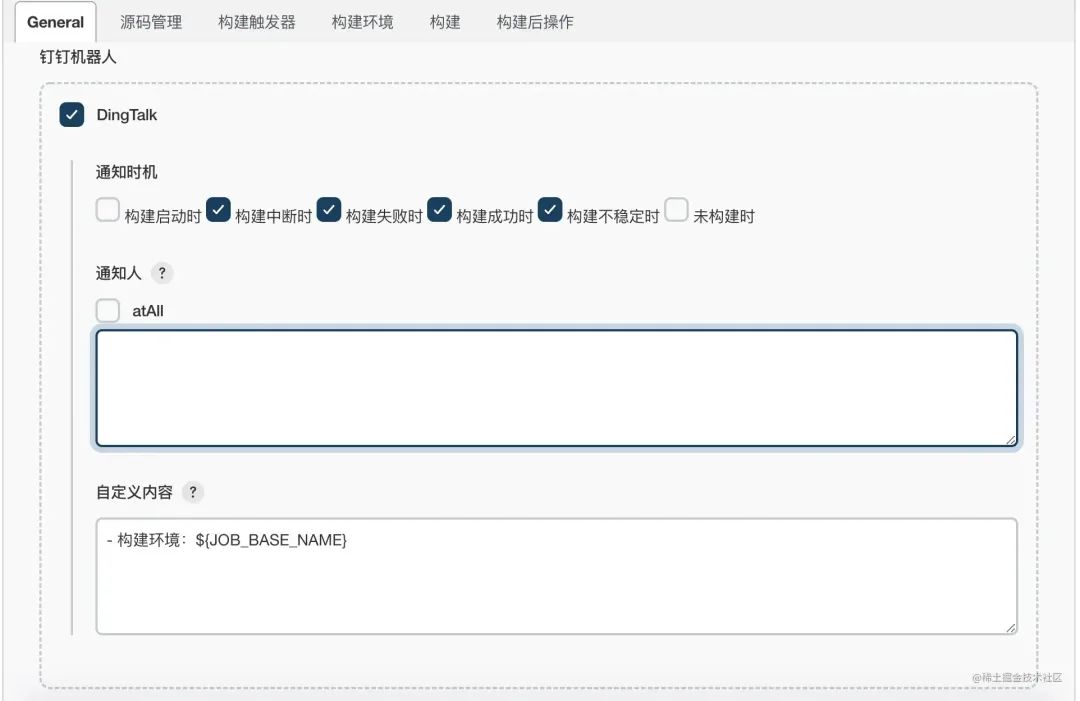 General 源码管理 构建触发器 构建环境 构建 构建后操作
钉钉机器人
DingTalk
通知时机
构建启动时 构建中断时 构建失败时 构建成功时 构建不稳定时 未构建时
通知人 ?
atAll
自定义内容 ?
- 构建环境：${JOB_BASE_NAME}
@稀土掘金技术社区